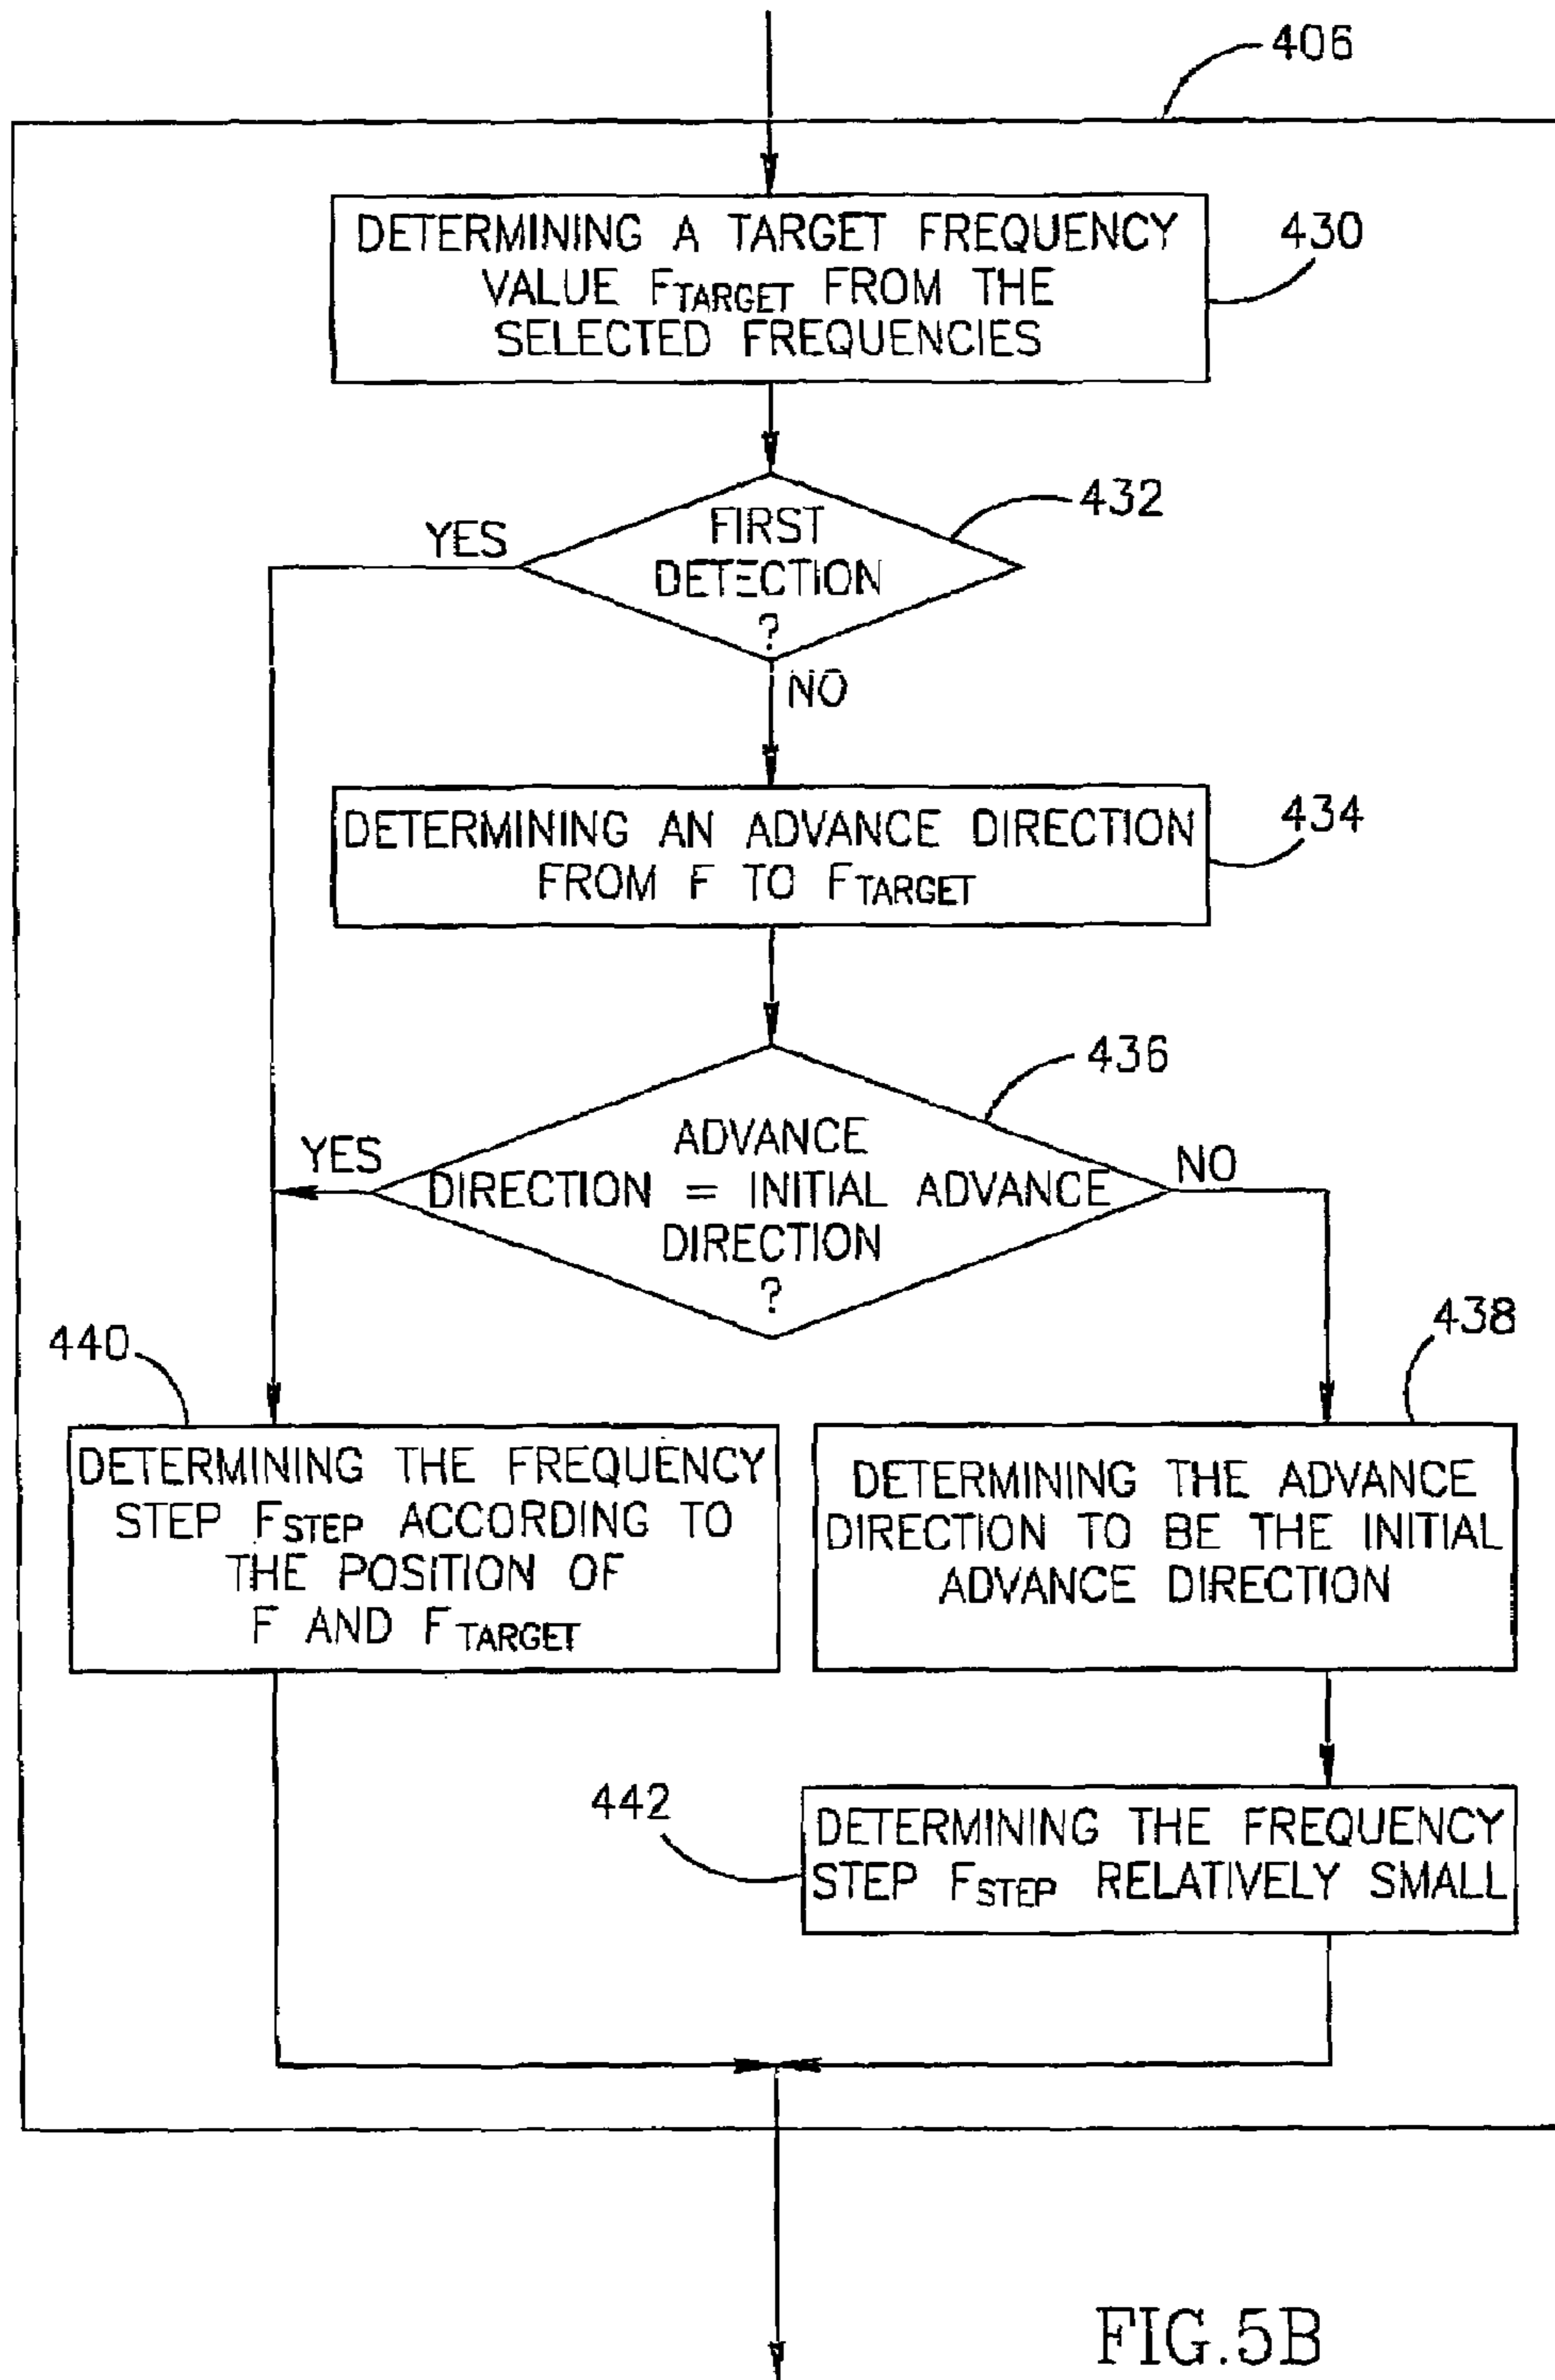 406
DETERMINING A TARGET FREQUENCY
VALUE FTARGET FROM THE
SELECTED FREQUENCIES
430
FIRST
DETECTION
?
432
YES
NO
DETERMINING AN ADVANCE DIRECTION
FROM F TO FTARGET
434
436
ADVANCE
DIRECTION = INITIAL ADVANCE
DIRECTION
?
YES
NO
440
DETERMINING THE FREQUENCY
STEP FSTEP ACCORDING TO
THE POSITION OF
F AND FTARGET
438
DETERMINING THE ADVANCE
DIRECTION TO BE THE INITIAL
ADVANCE DIRECTION
442
DETERMINING THE FREQUENCY
STEP FSTEP RELATIVELY SMALL
FIG.5B